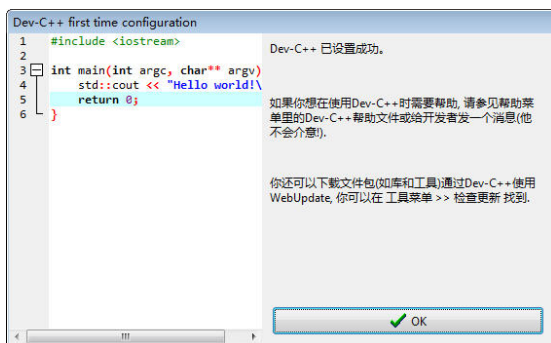 Dev-C++ first time configuration
1 #include <iostream>
2
3 int main(int argc, char** argv)
4 std::cout << "Hello world!\
5 return 0;
6 }
Dev-C++ 已设置成功。
如果你想在使用Dev-C++时需要帮助, 请参见帮助菜
单里的Dev-C++帮助文件或给开发者发一个消息(他
不会介意!).
你还可以下载文件包(如库和工具)通过Dev-C++使用
WebUpdate, 你可以在 工具菜单 >> 检查更新 找到.
OK